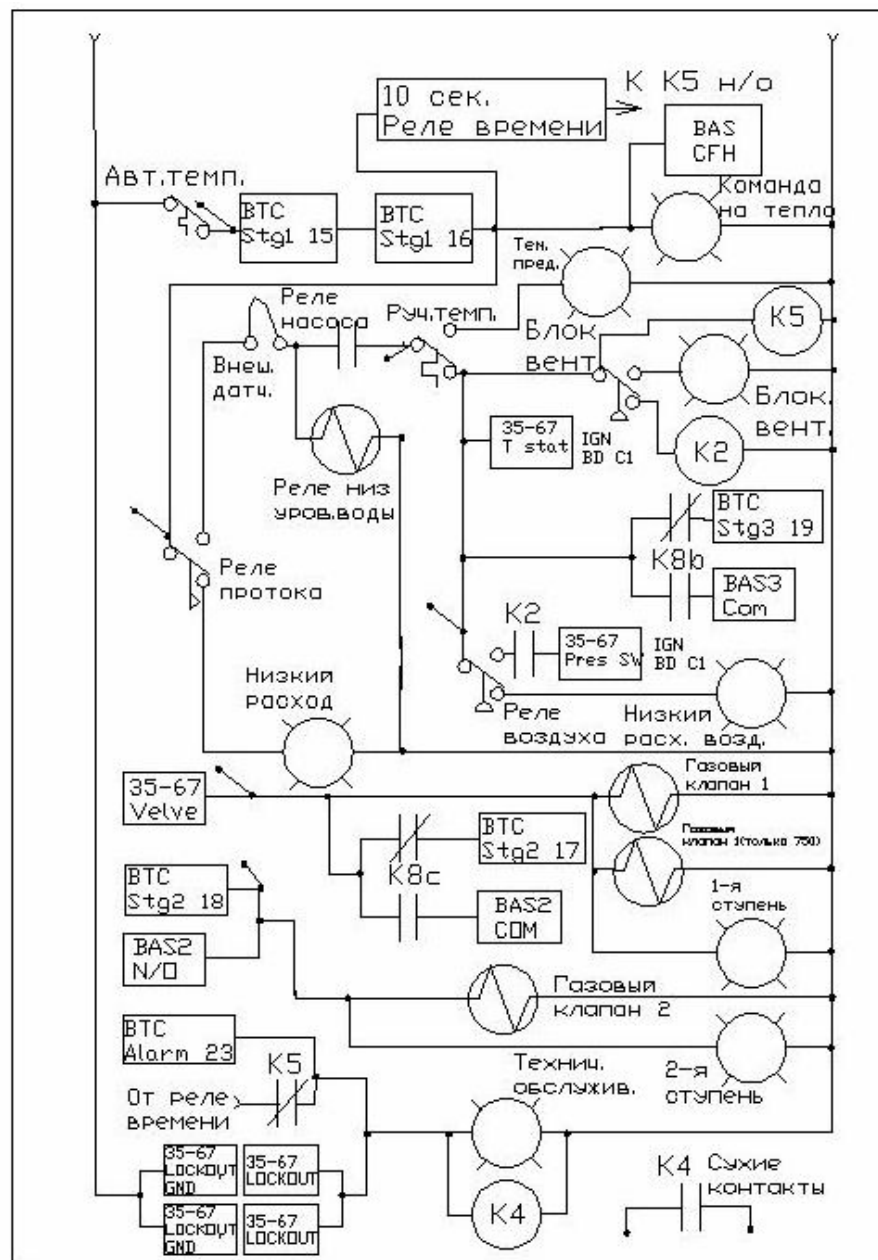 10 сек.
Реле времени
К К5 н/о
BAS
CFH
Авт.темп.
BTC
Stg1 15
BTC
Stg1 16
Команда
на тепло
Тем.
пред.
Реле
насоса
Руч.темп.
Блок
вент.
K5
Внеш.
датч.
Блок.
вент.
35-67
T stat
IGN
BD C1
K2
Реле низ
уров.воды
BTC
Stg3 19
K8b
BAS3
Com
Реле
протока
K2
35-67
Pres SW
IGN
BD C1
Низкий
расход
Реле
воздуха
Низкий
расх. возд.
35-67
Velve
Газовый
клапан 1
Газовый
клапан 1(только 750)
BTC
Stg2 17
K8c
BTC
Stg2 18
BAS2
COM
1-я
ступень
BAS2
N/O
Газовый
клапан 2
BTC
Alarm 23
K5
Технич.
обслужив.
2-я
ступень
От реле
времени
35-67
LOCKOUT
GND
35-67
LOCKOUT
35-67
LOCKOUT
GND
35-67
LOCKOUT
K4
K4
Сухие
контакты